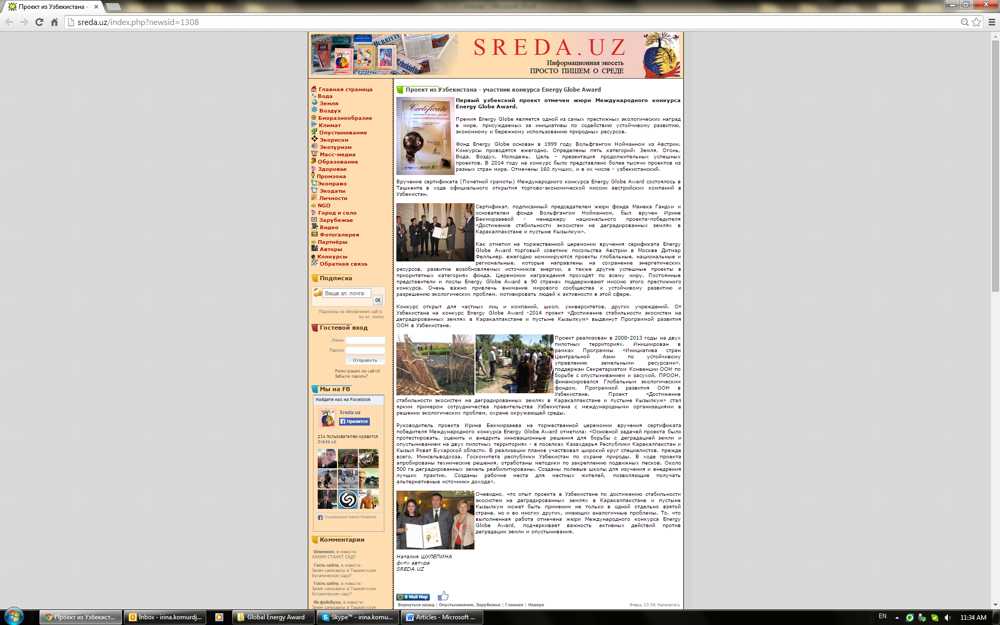 Проект из Узбекистана -
sreda.uz/index.php?newsid=1308
HURRIYAT
SREDA.UZ
Информационная экосеть
ПРОСТО ПИШЕМ О СРЕДЕ
Главная страница
Вода
Земля
Воздух
Биоразнообразие
Климат
Опустынивание
Экориски
Экотуризм
Масс-медиа
Образование
Здоровье
Промзона
Экоправо
Экодаты
Личности
NGO
Город и село
Зарубежье
Видео
Фотогалерея
Партнёры
Авторы
Конкурсы
Обратная связь
Подписка
Ваша эл. почта
OK
Подписка на обновления сайта
по эл. почте
Гостевой вход
Логин
Пароль
Отправить
Регистрация на сайте!
Забыли пароль?
Мы на FB
Найдите нас на Facebook
Sreda.uz
Нравится
234 пользователям нравится
Sreda.uz.
Социальный плагин Facebook
Комментарии
Олимжон, в новости:
КАКИМ СТАНЕТ САД?
Гость сайта, в новости:
Зачем самосвалы в Ташкентском
ботаническом саду?
Гость сайта, в новости:
Зачем самосвалы в Ташкентском
ботаническом саду?
Из фэйсбука, в новости:
Зачем самосвалы в Ташкентском
Проект из Узбекистана - участник конкурса Energy Globe Award
Certificate
2014
Energy Globe
Первый узбекский проект отмечен жюри Международного конкурса
Energy Globe Award.
Премия Energy Globe является одной из самых престижных экологических наград
в мире, присуждаемых за инициативы по содействию устойчивому развитию,
экономному и бережному использованию природных ресурсов.
Фонд Energy Globe основан в 1999 году Вольфгангом Нойманном из Австрии.
Конкурсы проводятся ежегодно. Определены пять категорий: Земля, Огонь,
Вода, Воздух, Молодежь. Цель - презентация продолжительных успешных
проектов. В 2014 году на конкурс было представлено более тысячи проектов из
разных стран мира. Отмечены 160 лучших, и в их числе - узбекистанский.
Вручение сертификата (Почетной грамоты) Международного конкурса Energy Globe Award состоялось в
Ташкенте в ходе официального открытия торгово-экономической миссии австрийских компаний в
Узбекистан.
Сертификат, подписанный председателем жюри фонда Манека Гандхи и
основателем фонда Вольфгангом Нойманном, был вручен Ирине
Бекмирзаевой - менеджеру национального проекта-победителя
«Достижение стабильности экосистем на деградированных землях в
Каракалпакстане и пустыне Кызылкум».
Как отметил на торжественной церемонии вручения серификата Energy
Globe Award торговый советник посольства Австрии в Москве Дитмар
Фелльнер, ежегодно номинируются проекты глобальные, национальные и
региональные, которые направлены на сохранение энергетических
ресурсов, развитие возобновляемых источников энергии, а также другие успешные проекты в
приоритетных категориях фонда. Церемонии награждения проходят по всему миру. Постоянные
представители и послы Energy Globe Award в 90 странах поддерживают миссию этого престижного
конкурса. Очень важно привлечь внимание мирового сообщества к устойчивому развитию и
разрешению экологических проблем, мотивировать людей к активности в этой сфере.
Конкурс открыт для частных лиц и компаний, школ, университетов, других учреждений. От
Узбекистана на конкурс Energy Globe Award -2014 проект «Достижение стабильности экосистем на
деградированных землях в Каракалпакстане и пустыне Кызылкум» выдвинут Программой развития
ООН в Узбекистане.
Проект реализован в 2008-2013 годы на двух
пилотных территориях. Инициирован в
рамках Программы «Инициатива стран
Центральной Азии по устойчивому
управлению земельными ресурсами»,
поддержан Секретариатом Конвенции ООН по
борьбе с опустыниванием и засухой, ПРООН,
финансировался Глобальным экологическим
фондом, Программой развития ООН в
Узбекистане. Проект «Достижение
стабильности экосистем на деградированных землях в Каракалпакстане и пустыне Кызылкум» стал
ярким примером сотрудничества правительства Узбекистана с международными организациями в
решении экологических проблем, охране окружающей среды.
Руководитель проекта Ирина Бекмирзаева на торжественной церемонии вручения сертификата
победителя Международного конкурса Energy Globe Award отметила: «Основной задачей проекта было
протестировать, оценить и внедрить инновационные решения для борьбы с деградацией земли и
опустыниванием на двух пилотных территориях - в поселках Казахдарья Республики Каракалпакстан и
Кызыл Роват Бухарской области. В реализации планов участвовал широкий круг специалистов, прежде
всего, Минсельводхоза, Госкомитета республики Узбекистан по охране природы. В ходе проекта
апробированы технические решения, отработаны методики по закреплению подвижных песков. Около
500 га деградированных земель реабилитированы. Созданы полевые школы для изучения и внедрения
лучших практик. Созданы рабочие места для местных жителей, позволяющие получать
альтернативные источники дохода».
Очевидно, что опыт проекта в Узбекистане по достижению стабильности
экосистем на деградированных землях в Каракалпакстане и пустыне
Кызылкум может быть применим не только в одной отдельно взятой
стране, но и во многих других, имеющих аналогичные проблемы. То, что
выполненная работа отмечена жюри Международного конкурса Energy
Globe Award, подчеркивает важность активных действий против
деградации земли и опустынивания.
Наталия ШУЛЕПИНА
фото автора
SREDA.UZ
В Мой Мир
Вернуться назад | Опустынивание, Зарубежье | Главная | Наверх
Вчера, 23:56 Напечатать
Проект из Узбекист...
Inbox - irina.komurdj...
Global Energy Award
Skype™ - irina.komu...
Articles - Microsoft ...
EN
11:34 AM